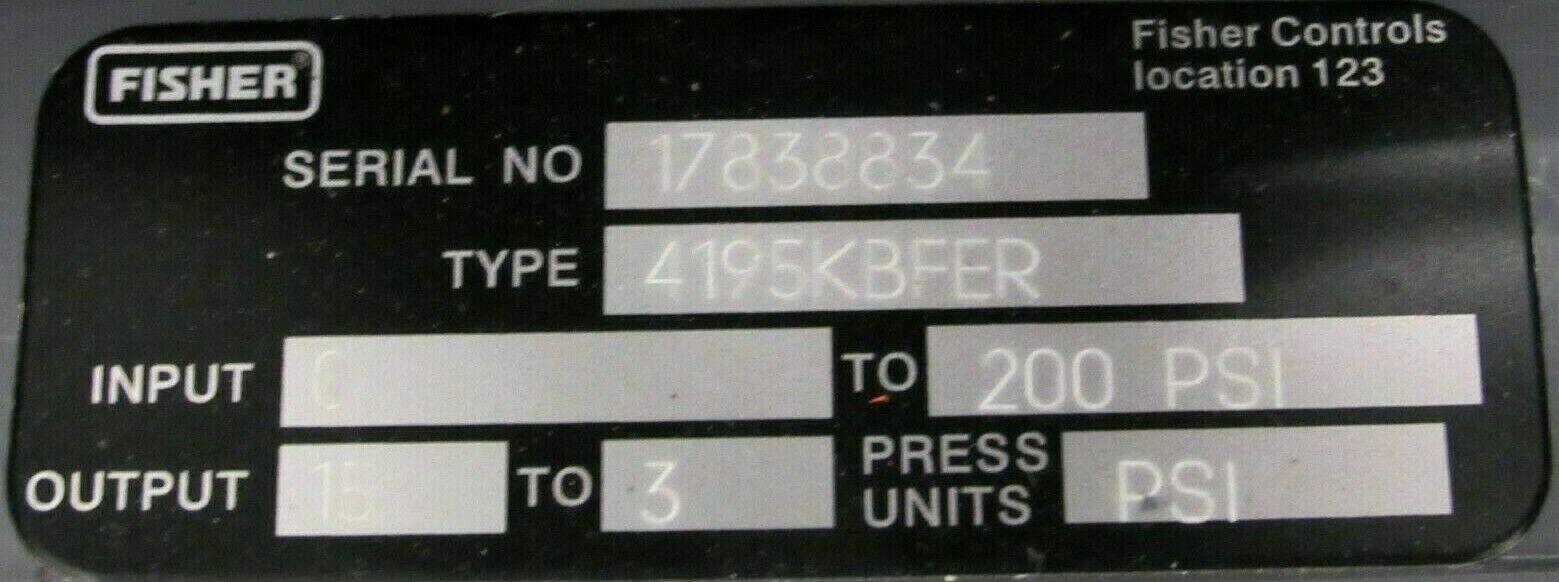 FISHER®
Fisher Controls
location 123
SERIAL NO 17838834
TYPE 4195KBFER
INPUT 0 TO 200 PSI
OUTPUT 15 TO 3 PRESS UNITS PSI